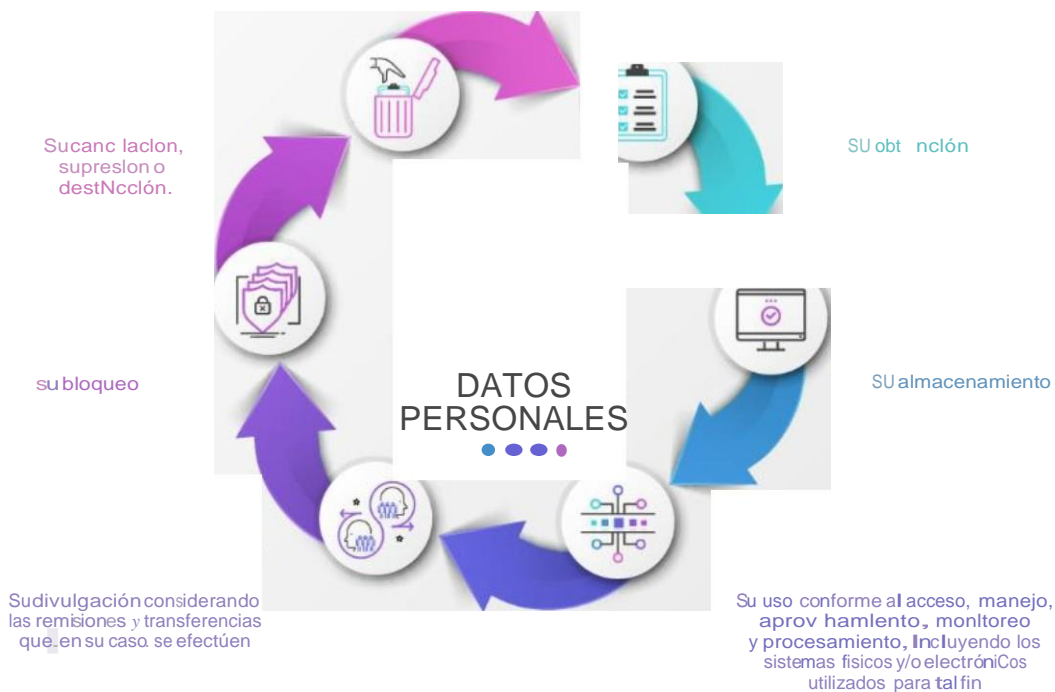 Sucanc laclon,
supreslon o
destNcclón.
SU obt nclón
su bloqueo
DATOS
PERSONALES
SU almacenamiento
Sudivulgación considerando
las remisiones y transferencias
que.en su caso. se efectúen
Su uso conforme al acceso, manejo,
aprov hamlento, monltoreo
y procesamiento, Incluyendo los
sistemas fisicos y/o electróniCos
utilizados para tal fin